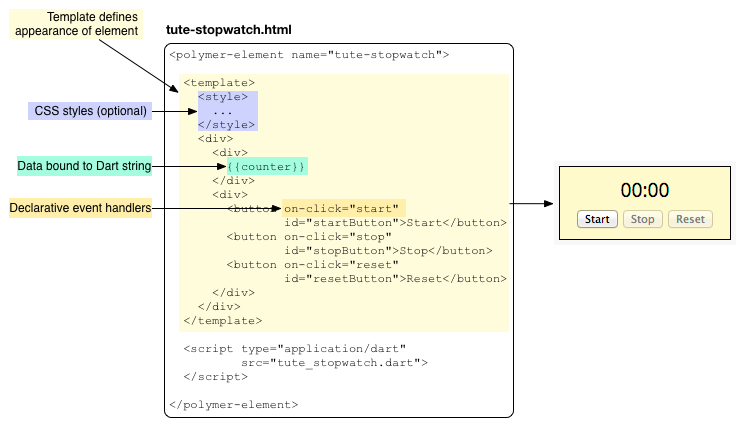 Template defines
appearance of element
tute-stopwatch.html
<polymer-element name="tute-stopwatch">
<template>
<style>
CSS styles (optional)
...
</style>
<div>
<div>
Data bound to Dart string
{{counter}}
</div>
<div>
Declarative event handlers
<button on-click="start"
id="startButton">Start</button>
<button on-click="stop"
id="stopButton">Stop</button>
<button on-click="reset"
id="resetButton">Reset</button>
</div>
</div>
</template>
<script type="application/dart"
src="tute_stopwatch.dart">
</script>
</polymer-element>
00:00
Start Stop Reset